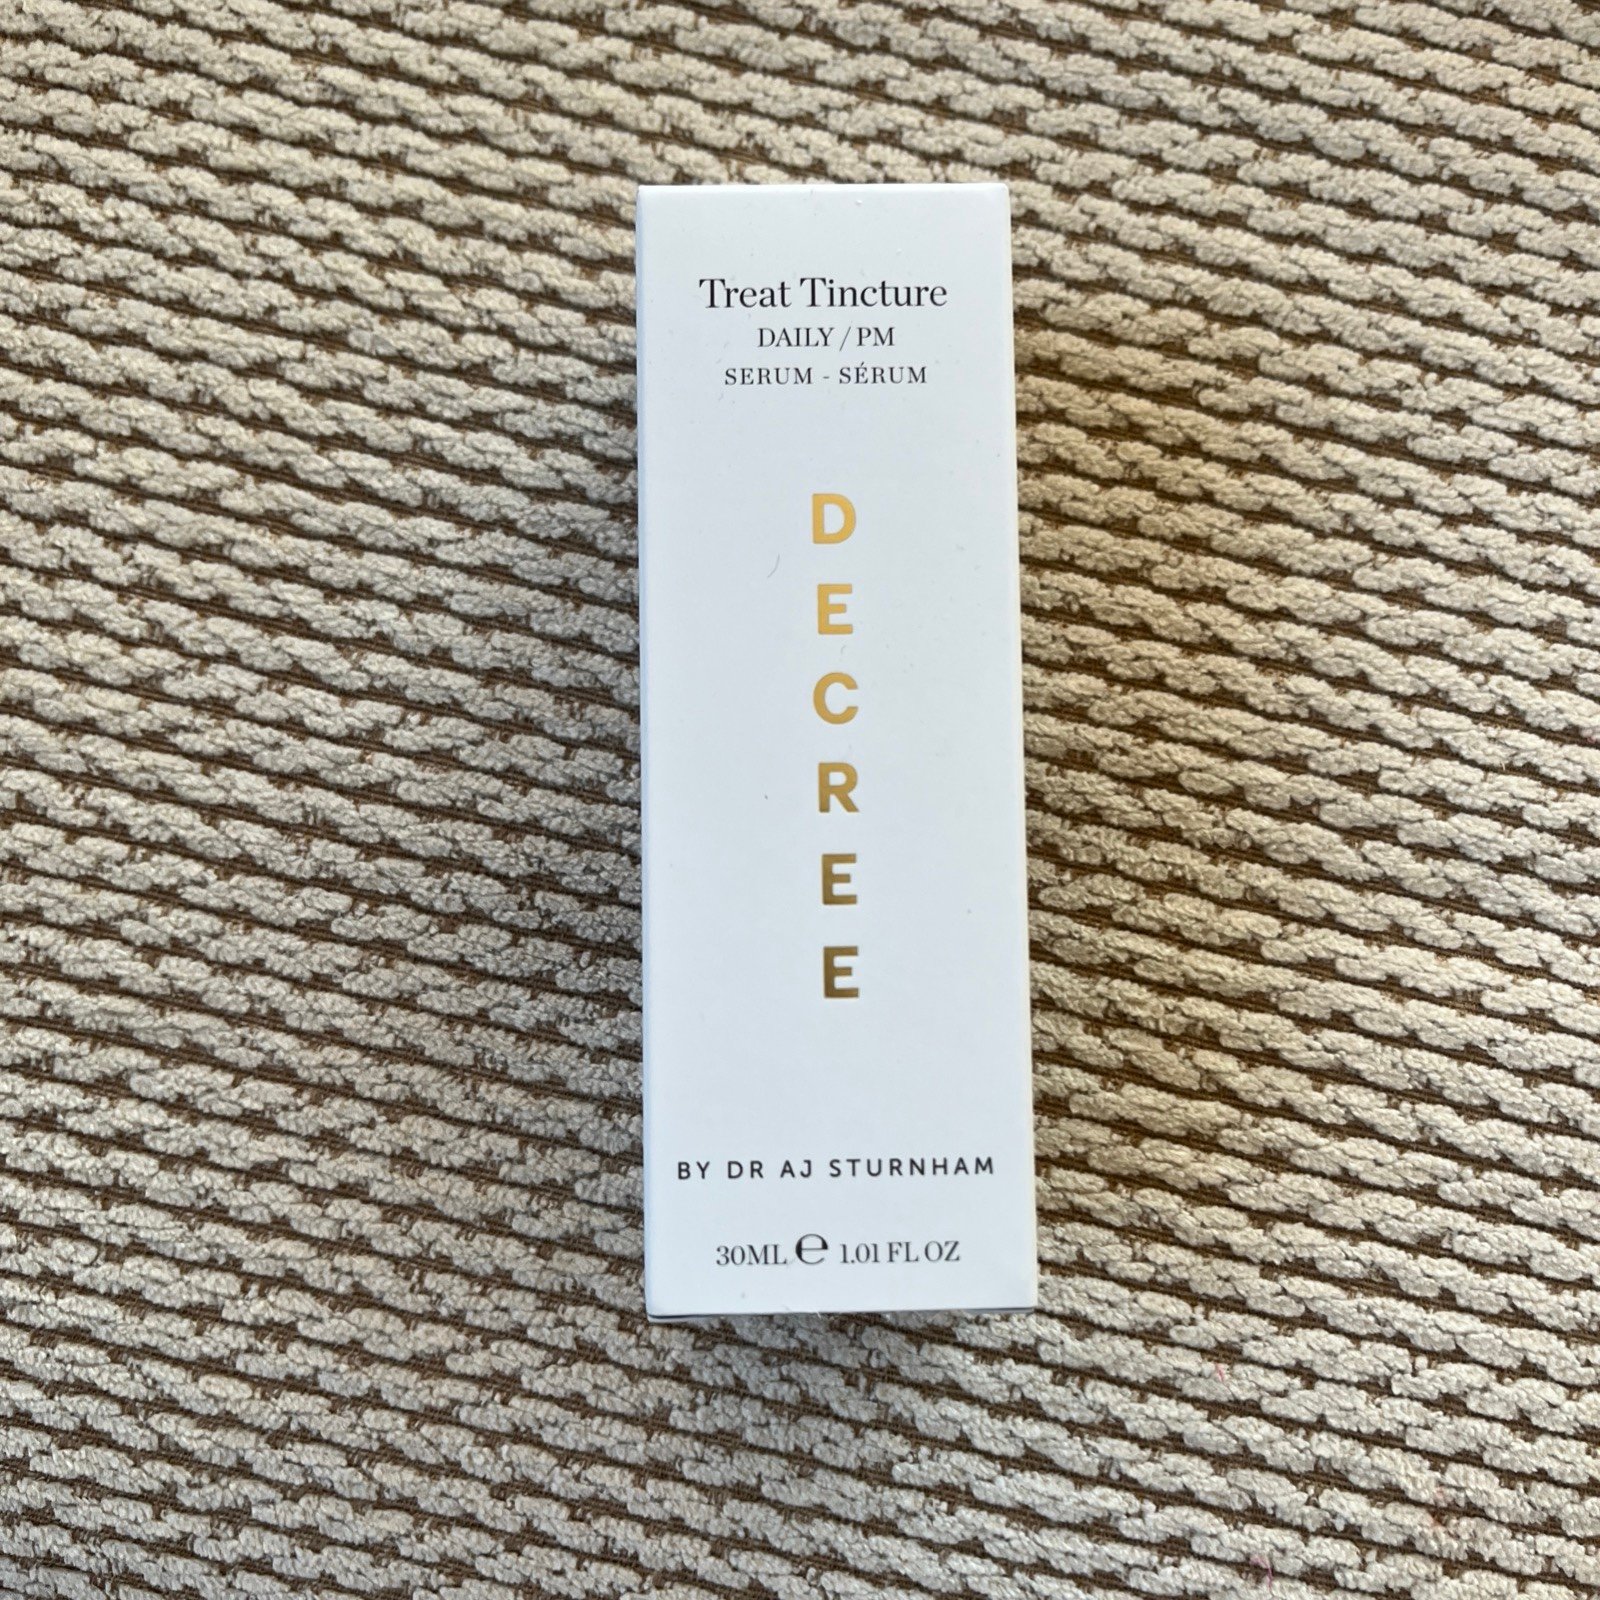 Treat Tincture
DAILY / PM
SERUM - SÉRUM
DECREE
BY DR AJ STURNHAM
30ML ℮ 1.01 FL OZ